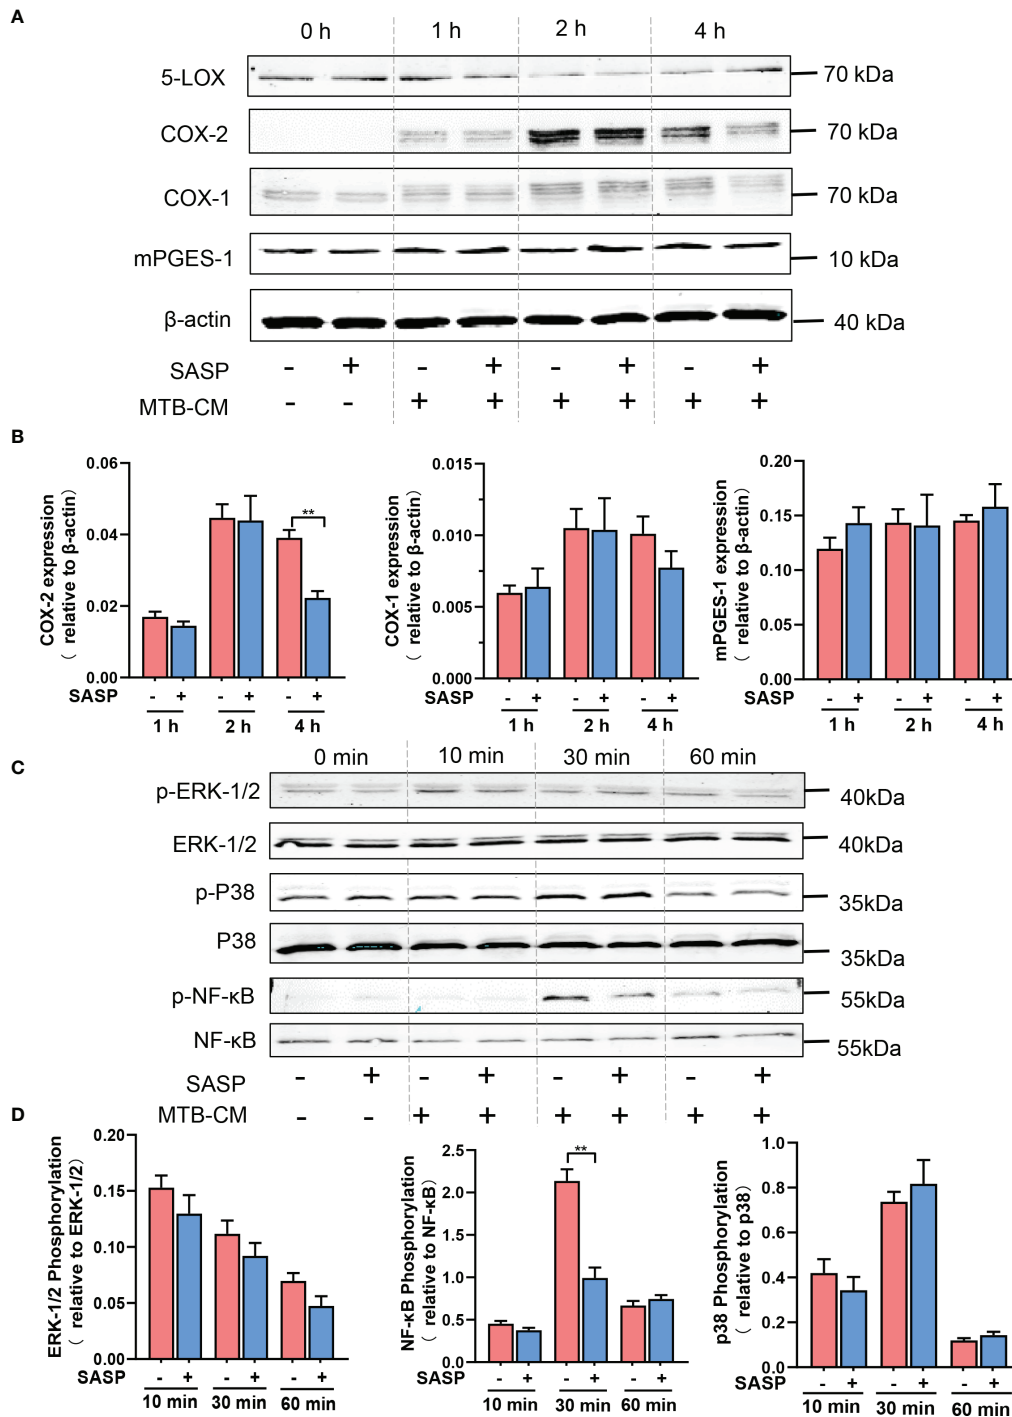 A
0 h 1 h 2 h 4 h
5-LOX 70 kDa
COX-2 70 kDa
COX-1 70 kDa
mPGES-1 10 kDa
β-actin 40 kDa
SASP - + - + - + - +
MTB-CM - - + + + + + +
B
COX-2 expression
( relative to β-actin)
0.06
0.04
0.02
0.00
**
SASP - + - + - +
1 h 2 h 4 h
COX-1 expression
( relative to β-actin)
0.015
0.010
0.005
0.000
SASP - + - + - +
1 h 2 h 4 h
mPGES-1 expression
( relative to β-actin)
0.20
0.15
0.10
0.05
0.00
SASP - + - + - +
1 h 2 h 4 h
C
0 min 10 min 30 min 60 min
p-ERK-1/2 40kDa
ERK-1/2 40kDa
p-P38 35kDa
P38 35kDa
p-NF-κB 55kDa
NF-κB 55kDa
SASP - + - + - + - +
MTB-CM - - + + + + + +
D
ERK-1/2 Phosphorylation
( relative to ERK-1/2)
0.20
0.15
0.10
0.05
0.00
SASP - + - + - +
10 min 30 min 60 min
NF-κB Phosphorylation
( relative to NF-κB)
2.5
2.0
1.5
1.0
0.5
0.0
**
SASP - + - + - +
10 min 30 min 60 min
p38 Phosphorylation
( relative to p38)
1.0
0.8
0.6
0.4
0.2
0.0
SASP - + - + - +
10 min 30 min 60 min